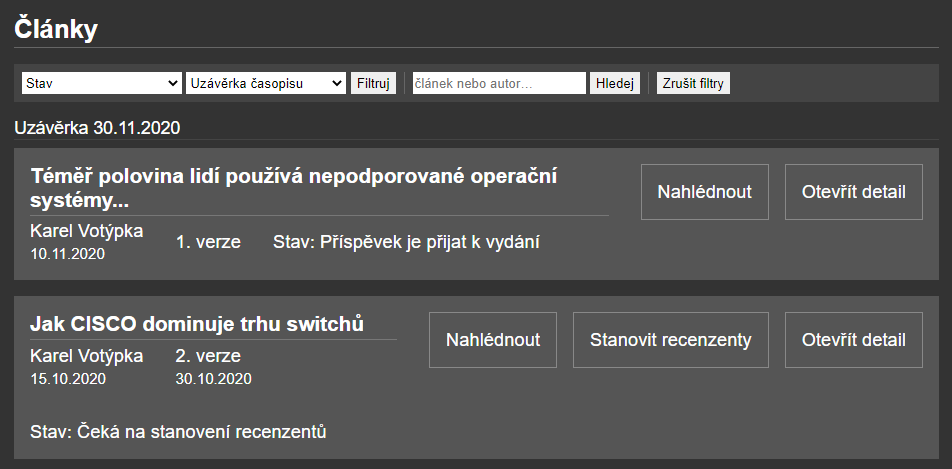 Články
Stav Uzávěrka časopisu Filtruj článek nebo autor... Hledej Zrušit filtry
Uzávěrka 30.11.2020
Téměř polovina lidí používá nepodporované operační
systémy...
Nahlédnout Otevřít detail
Karel Votýpka 1. verze Stav: Příspěvek je přijat k vydání
10.11.2020
Jak CISCO dominuje trhu switchů
Nahlédnout Stanovit recenzenty Otevřít detail
Karel Votýpka 2. verze
15.10.2020 30.10.2020
Stav: Čeká na stanovení recenzentů